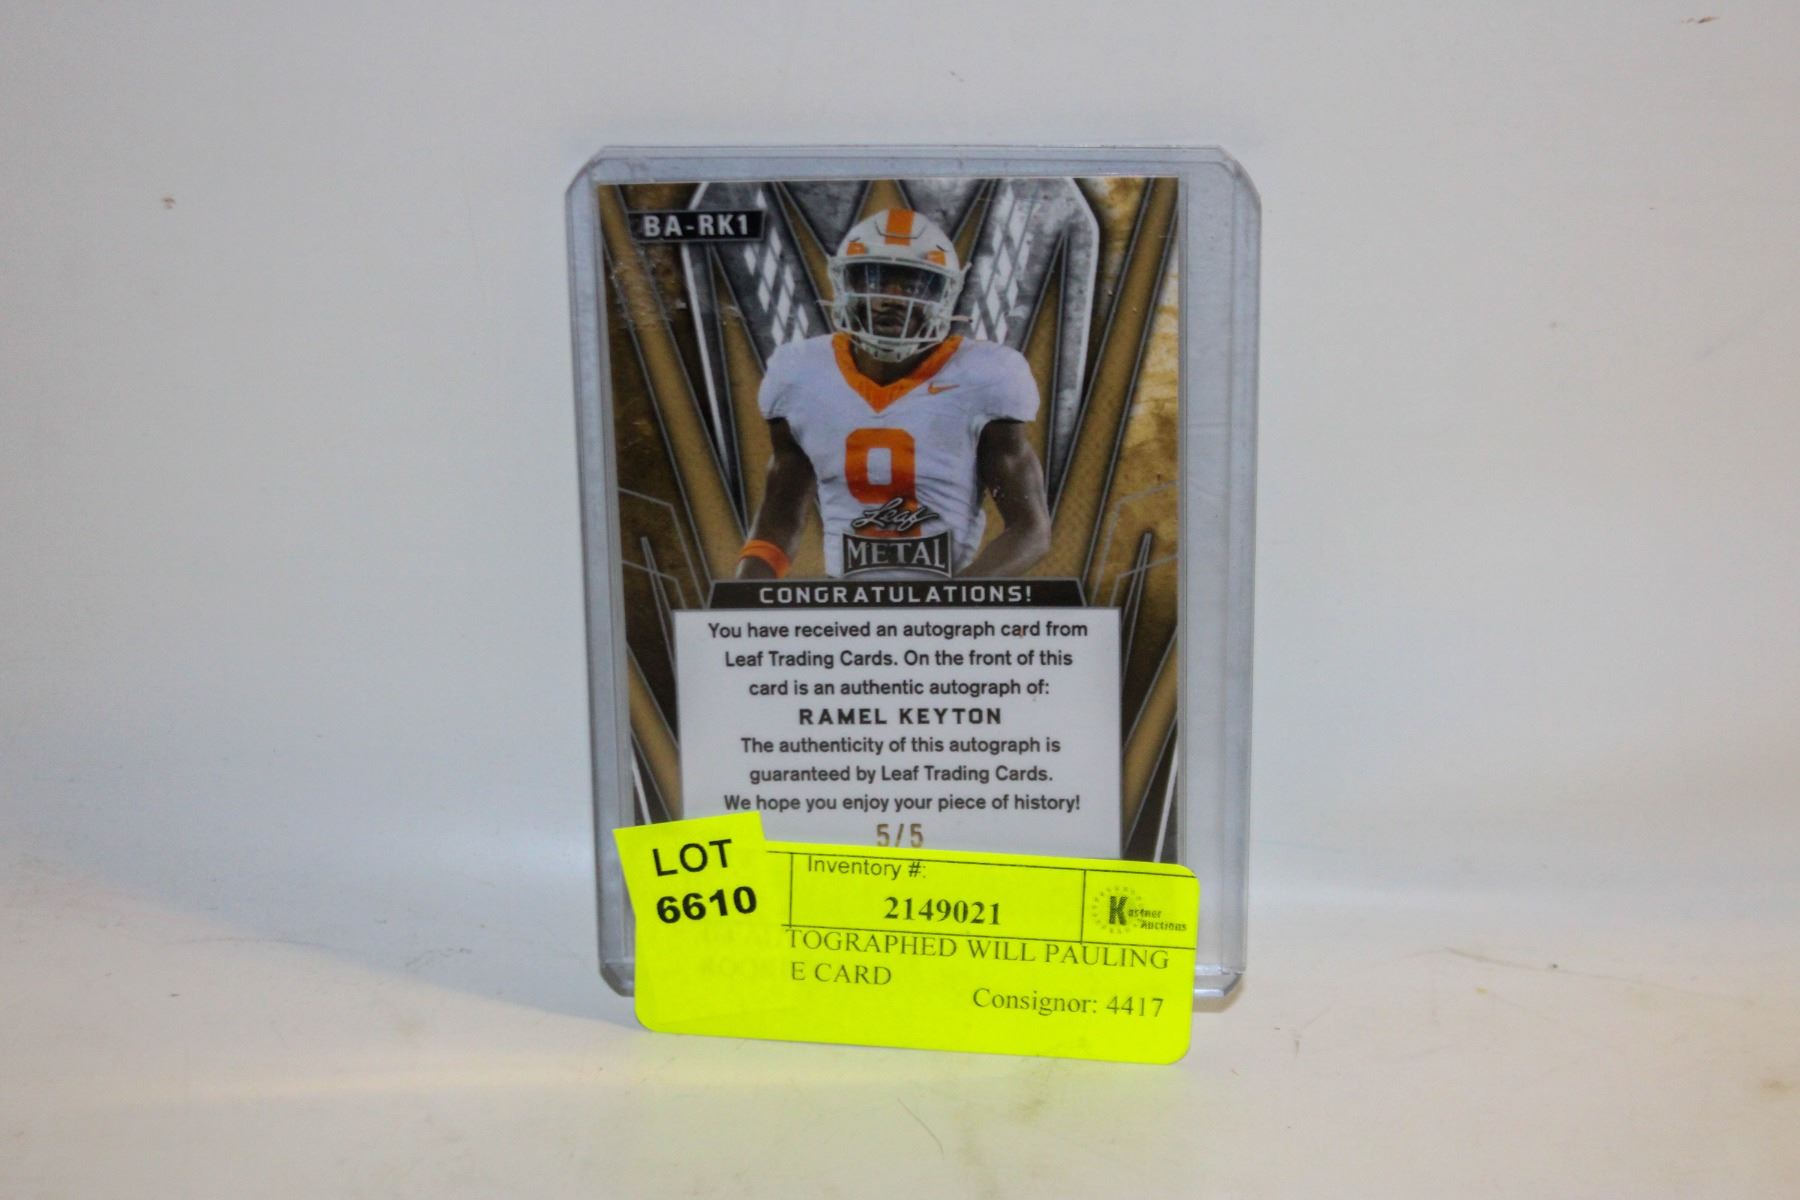 BA-RK1
9
Leaf
METAL
CONGRATULATIONS!
You have received an autograph card from
Leaf Trading Cards. On the front of this
card is an authentic autograph of:
RAMEL KEYTON
The authenticity of this autograph is
guaranteed by Leaf Trading Cards.
We hope you enjoy your piece of history!
5/5
LOT
6610
Inventory #:
2149021
Kastner
Auctions
TOGRAPHED WILL PAULING
E CARD
Consignor: 4417